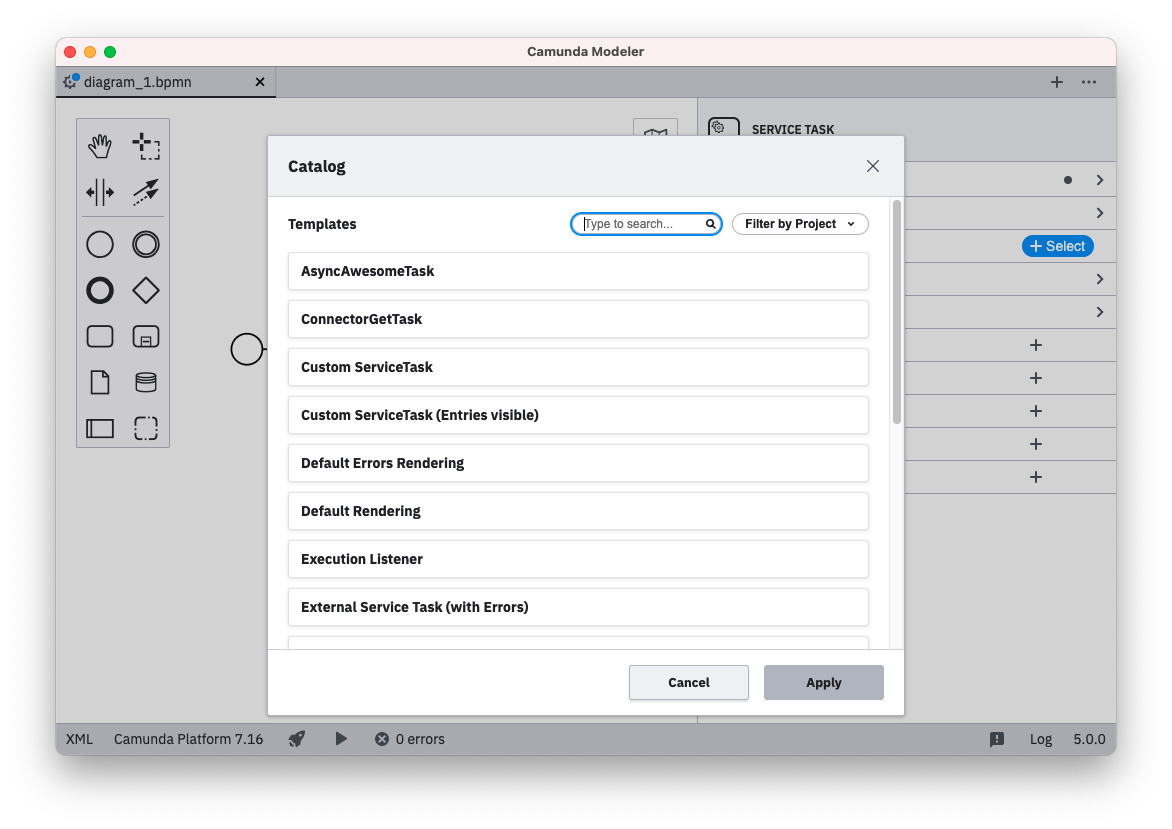 Camunda Modeler
diagram_1.bpmn
SERVICE TASK
Catalog
Templates
Type to search...
Filter by Project
Select
AsyncAwesomeTask
ConnectorGetTask
Custom ServiceTask
Custom ServiceTask (Entries visible)
Default Errors Rendering
Default Rendering
Execution Listener
External Service Task (with Errors)
Cancel
Apply
XML
Camunda Platform 7.16
0 errors
Log
5.0.0